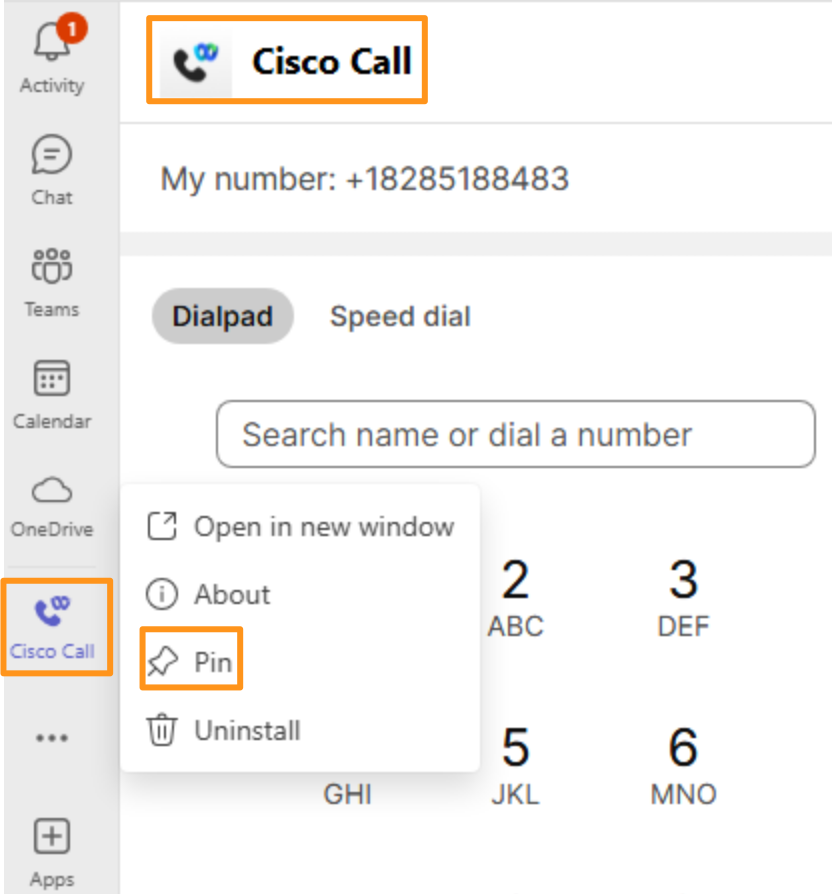 1
Activity
Chat
Teams
Calendar
OneDrive
Cisco Call
Apps
Cisco Call
My number: +18285188483
Dialpad Speed dial
Search name or dial a number
Open in new window
About
Pin
Uninstall
2 3
ABC DEF
5 6
GHI JKL MNO